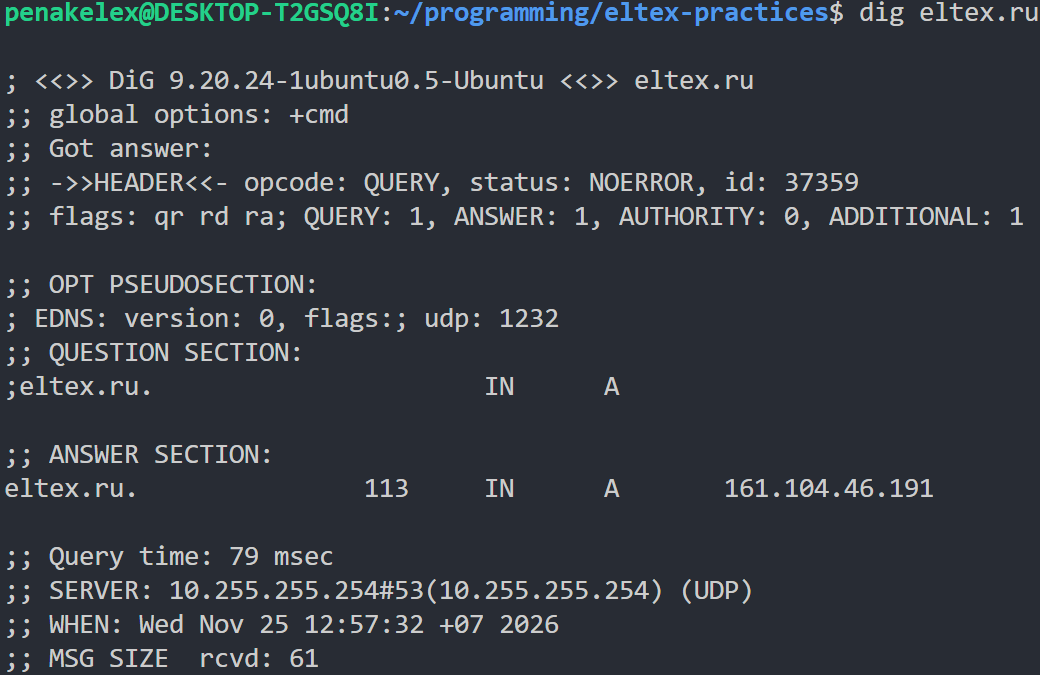 penakelex@DESKTOP-T2GSQ8I:~/programming/eltex-practices$ dig eltex.ru

; <<>> DiG 9.20.24-1ubuntu0.5-Ubuntu <<>> eltex.ru
;; global options: +cmd
;; Got answer:
;; ->>HEADER<<- opcode: QUERY, status: NOERROR, id: 37359
;; flags: qr rd ra; QUERY: 1, ANSWER: 1, AUTHORITY: 0, ADDITIONAL: 1

;; OPT PSEUDOSECTION:
; EDNS: version: 0, flags:; udp: 1232
;; QUESTION SECTION:
;eltex.ru.                      IN      A

;; ANSWER SECTION:
eltex.ru.               113     IN      A       161.104.46.191

;; Query time: 79 msec
;; SERVER: 10.255.255.254#53(10.255.255.254) (UDP)
;; WHEN: Wed Nov 25 12:57:32 +07 2026
;; MSG SIZE  rcvd: 61